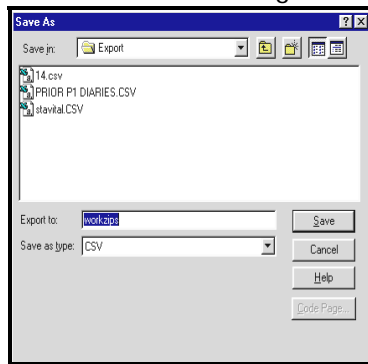 Save As
Save in: Export
14.csv
PRIOR P1 DIARIES.CSV
stavital.CSV
Export to: workzips Save
Save as type: CSV Cancel
Help
Code Page...